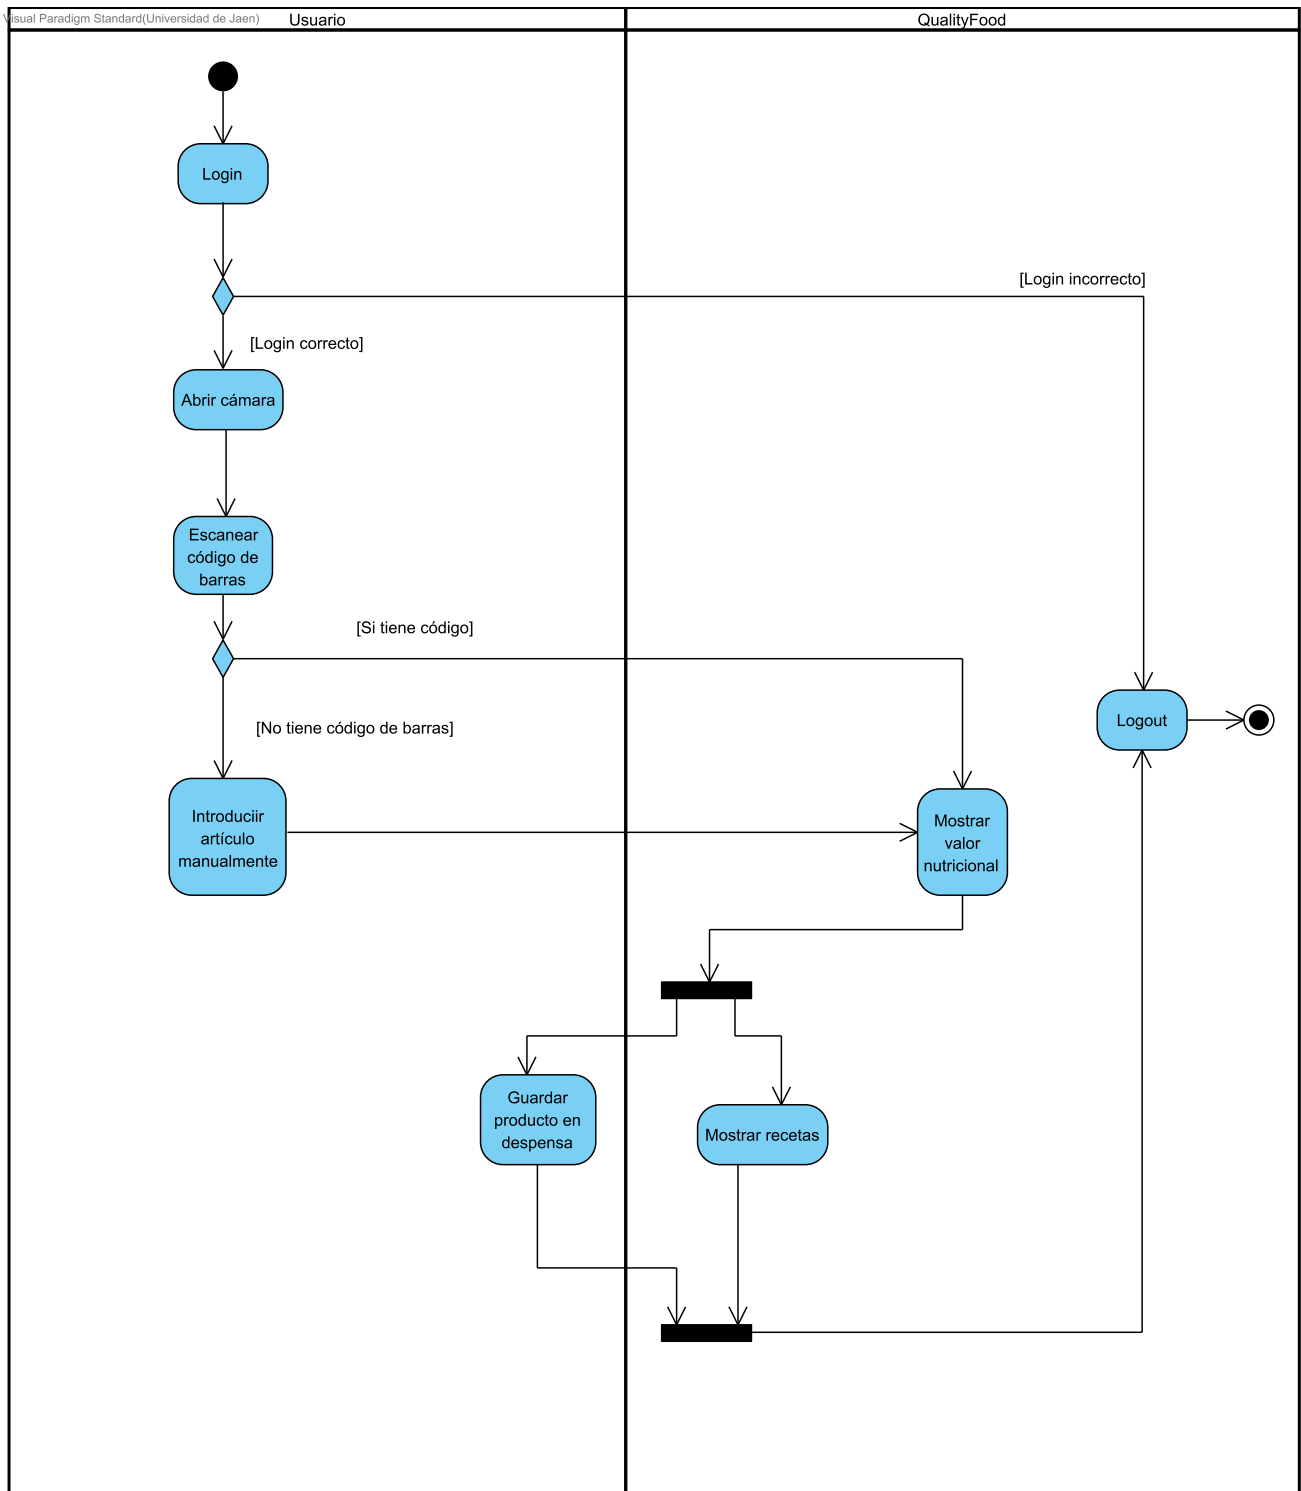 Visual Paradigm Standard(Universidad de Jaen)
Usuario
QualityFood
Login
[Login incorrecto]
[Login correcto]
Abrir cámara
Escanear
código de
barras
[Si tiene código]
[No tiene código de barras]
Logout
Introduciir
artículo
manualmente
Mostrar
valor
nutricional
Guardar
producto en
despensa
Mostrar recetas